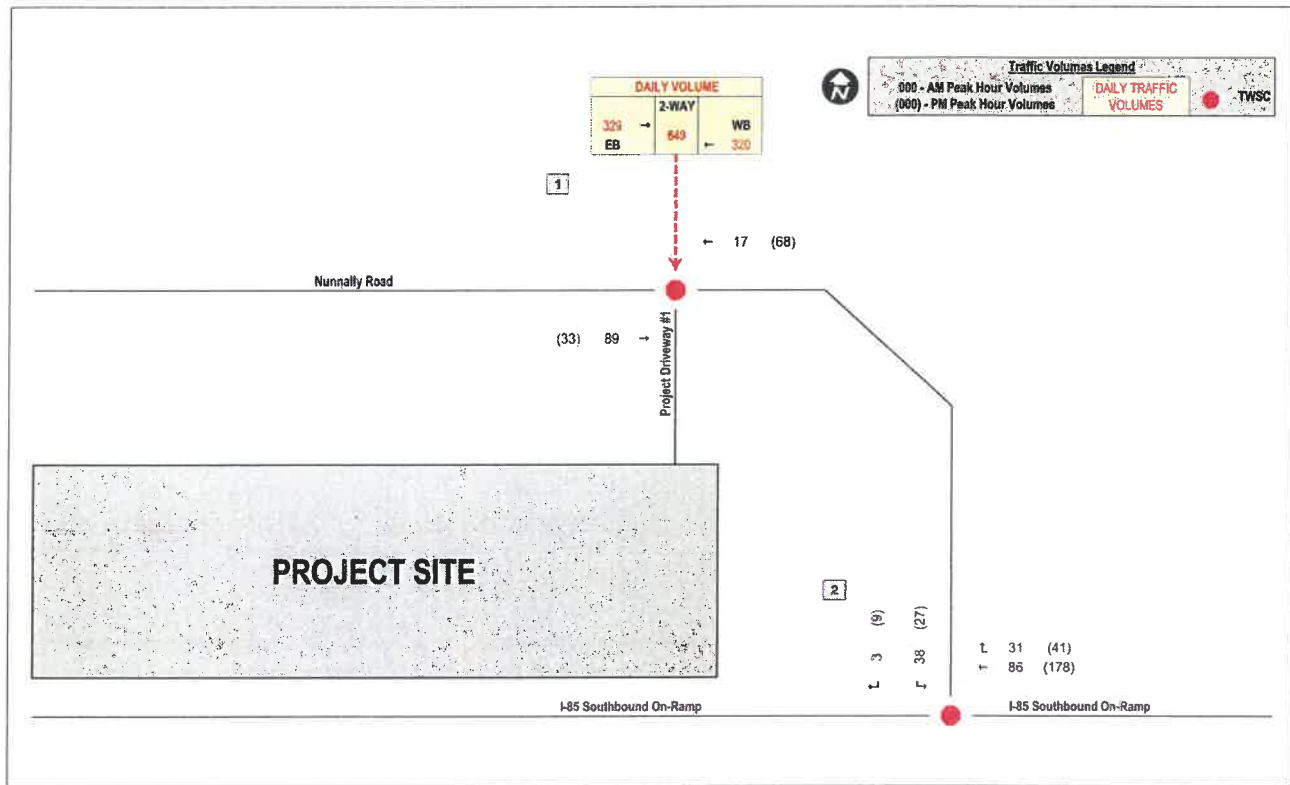 Traffic Volumes Legend
000 - AM Peak Hour Volumes
(000) - PM Peak Hour Volumes
DAILY TRAFFIC
VOLUMES
TWSC
N
DAILY VOLUME
2-WAY
329 → 649 WB
EB ← 320
1
← 17 (68)
Nunnally Road
(33) 89 →
Project Driveway #1
PROJECT SITE
2
3 (9)
38 (27)
31 (41)
← 86 (178)
I-85 Southbound On-Ramp
I-85 Southbound On-Ramp